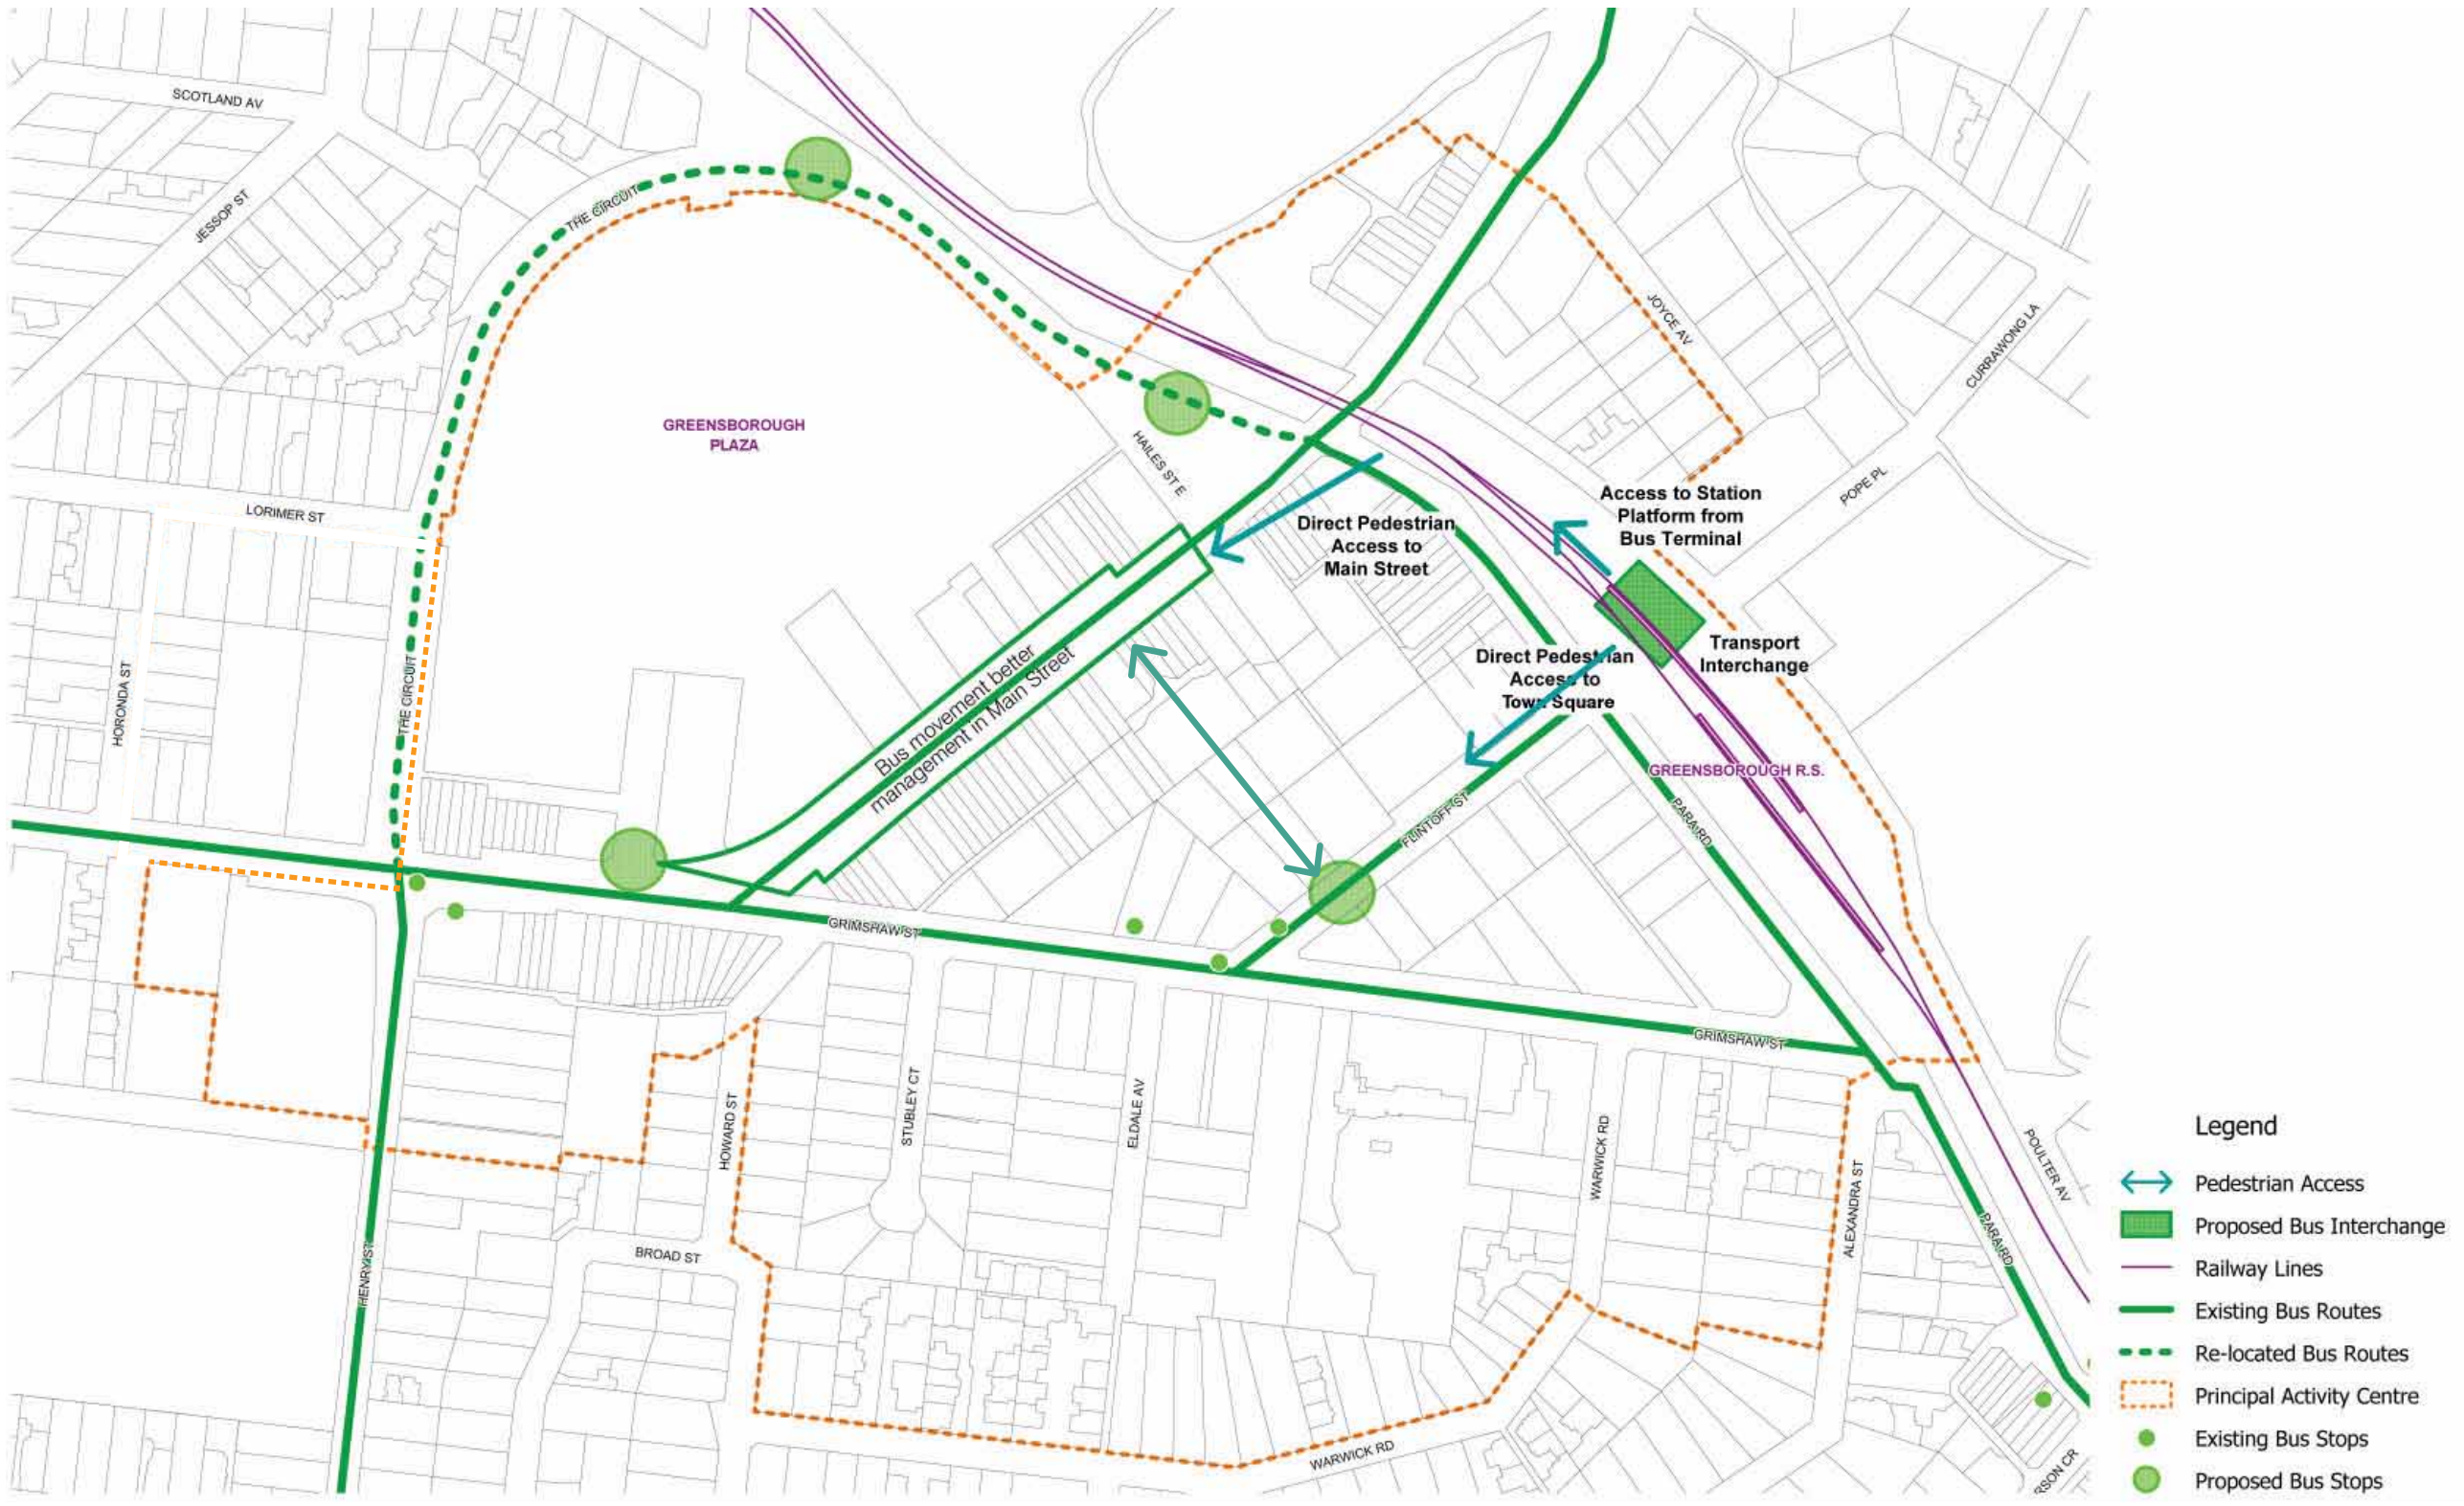 SCOTLAND AV
JESSOP ST
THE CIRCUIT
JOYCE AV
CURRAWONG LA
GREENSBOROUGH
PLAZA
HAILES ST E
POPE PL
LORIMER ST
Access to Station
Platform from
Bus Terminal
Direct Pedestrian
Access to
Main Street
Transport
Interchange
Direct Pedestrian
Access to
Town Square
HORONDA ST
THE CIRCUIT
Bus movement better
management in Main Street
GREENSBOROUGH R.S.
FLINTOFF ST
PARA RD
GRIMSHAW ST
GRIMSHAW ST
HOWARD ST
STUBLEY CT
ELDALE AV
WARWICK RD
ALEXANDRA ST
POULTER AV
PARA RD
HENRY ST
BROAD ST
WARWICK RD
RSON CR
Legend
Pedestrian Access
Proposed Bus Interchange
Railway Lines
Existing Bus Routes
Re-located Bus Routes
Principal Activity Centre
Existing Bus Stops
Proposed Bus Stops